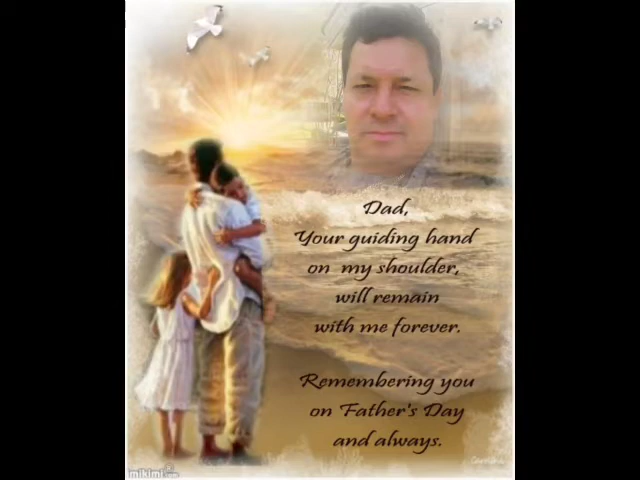 Dad,
Your guiding hand
on my shoulder,
will remain
with me forever.
Remembering you
on Father's Day
and always.